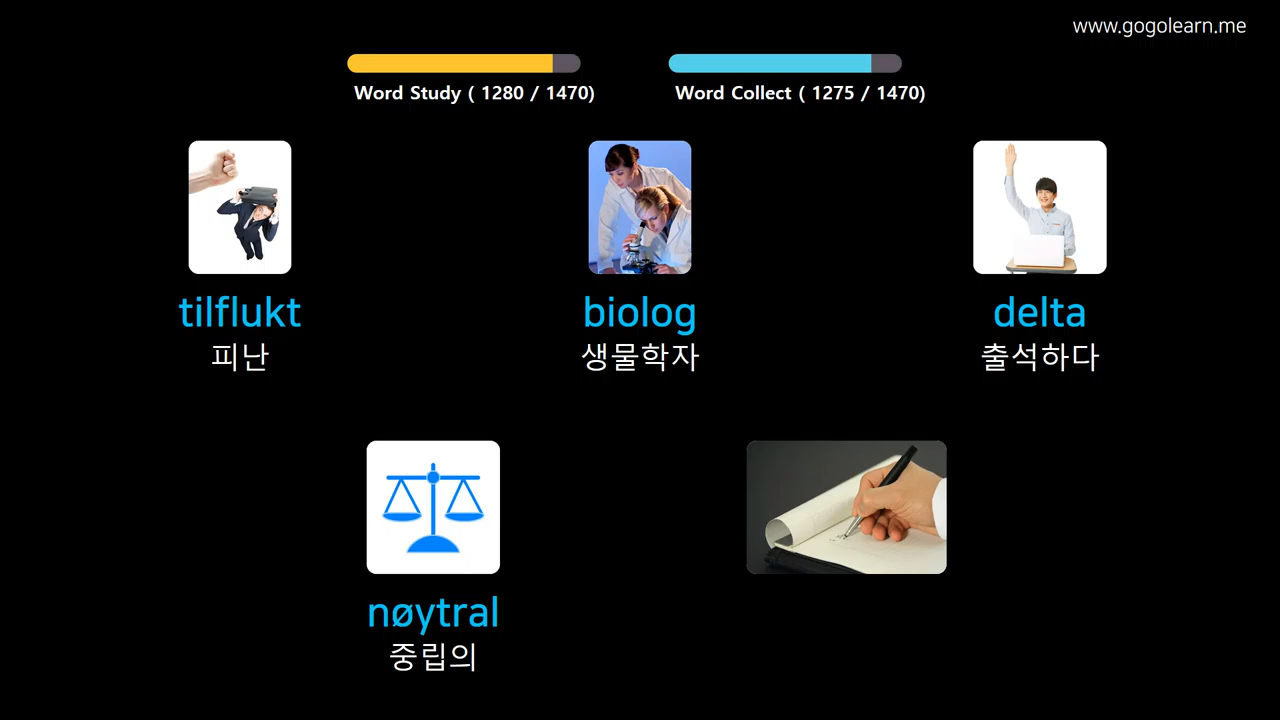 www.gogolearn.me
Word Study ( 1280 / 1470)
Word Collect ( 1275 / 1470)
tilflukt
피난
biolog
생물학자
delta
출석하다
nøytral
중립의